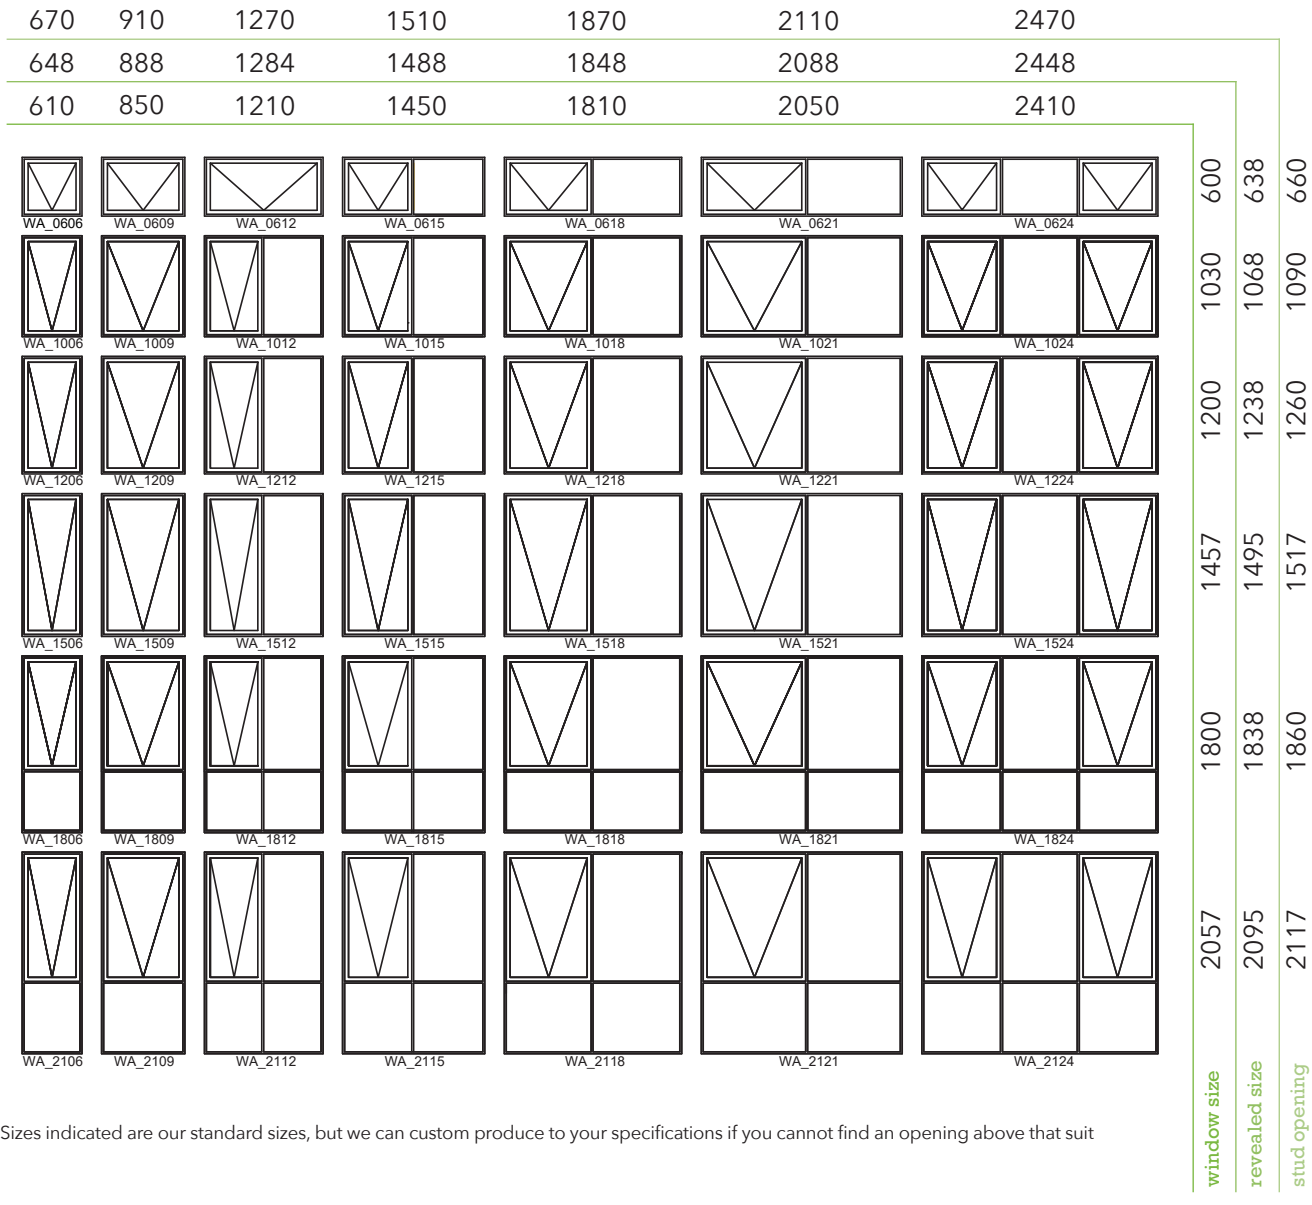 670 910 1270 1510 1870 2110 2470
648 888 1284 1488 1848 2088 2448
610 850 1210 1450 1810 2050 2410
600 638 660
WA_0606 WA_0609 WA_0612 WA_0615 WA_0618 WA_0621 WA_0624
1030 1068 1090
WA_1006 WA_1009 WA_1012 WA_1015 WA_1018 WA_1021 WA_1024
1200 1238 1260
WA_1206 WA_1209 WA_1212 WA_1215 WA_1218 WA_1221 WA_1224
1457 1495 1517
WA_1506 WA_1509 WA_1512 WA_1515 WA_1518 WA_1521 WA_1524
1800 1838 1860
WA_1806 WA_1809 WA_1812 WA_1815 WA_1818 WA_1821 WA_1824
2057 2095 2117
WA_2106 WA_2109 WA_2112 WA_2115 WA_2118 WA_2121 WA_2124
window size
revealed size
stud opening
Sizes indicated are our standard sizes, but we can custom produce to your specifications if you cannot find an opening above that suit